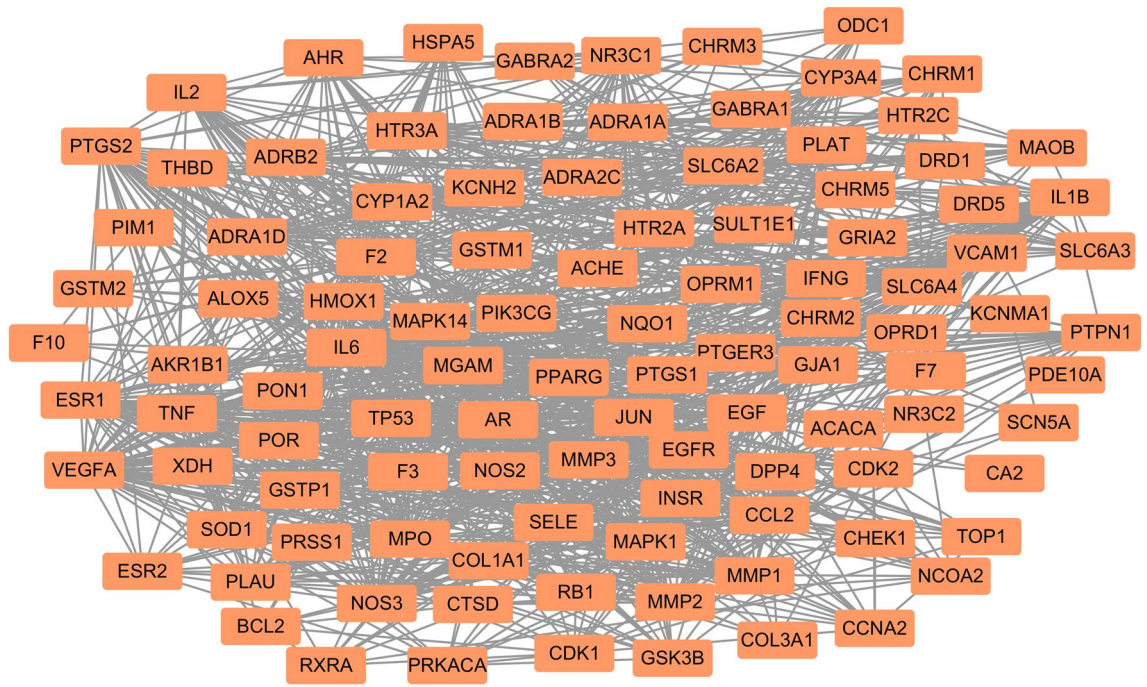 ODC1
HSPA5
CHRM3
AHR
GABRA2
NR3C1
CYP3A4
CHRM1
IL2
GABRA1
HTR2C
PTGS2
HTR3A
ADRA1B
ADRA1A
PLAT
MAOB
THBD
ADRB2
SLC6A2
DRD1
CYP1A2
KCNH2
ADRA2C
CHRM5
DRD5
IL1B
PIM1
ADRA1D
HTR2A
SULT1E1
GRIA2
F2
GSTM1
VCAM1
SLC6A3
GSTM2
ALOX5
HMOX1
ACHE
OPRM1
IFNG
SLC6A4
F10
MAPK14
PIK3CG
NQO1
CHRM2
OPRD1
KCNMA1
PTPN1
AKR1B1
IL6
MGAM
PPARG
PTGS1
PTGER3
GJA1
F7
PDE10A
ESR1
TNF
PON1
TP53
AR
JUN
EGF
NR3C2
SCN5A
VEGFA
XDH
POR
F3
NOS2
MMP3
EGFR
ACACA
DPP4
CDK2
CA2
GSTP1
INSR
SOD1
PRSS1
MPO
SELE
MAPK1
CCL2
CHEK1
TOP1
ESR2
PLAU
COL1A1
MMP1
NCOA2
BCL2
NOS3
CTSD
RB1
MMP2
COL3A1
CCNA2
RXRA
PRKACA
CDK1
GSK3B